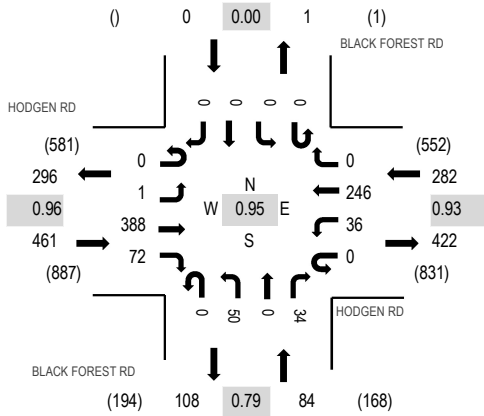 () 0 0.00 1 (1)
BLACK FOREST RD
HODGEN RD
0 0 0 0
(581) (552)
296 0 0 282
0.96 1 N 246 0.93
W 0.95 E
461 388 S 36 422
(887) 72 0 (831)
0 50 0 34
HODGEN RD
BLACK FOREST RD
(194) 108 0.79 84 (168)